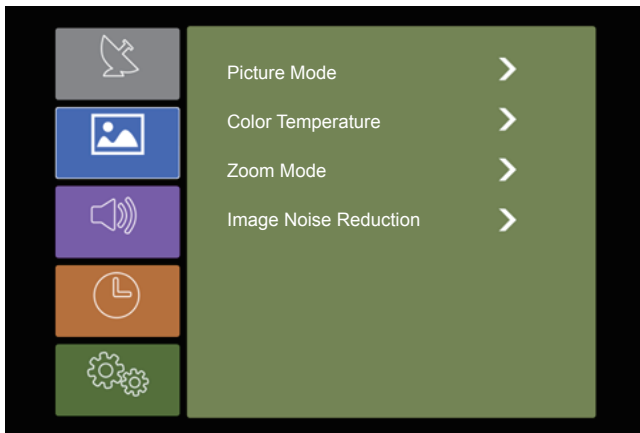 Picture Mode
Color Temperature
Zoom Mode
Image Noise Reduction